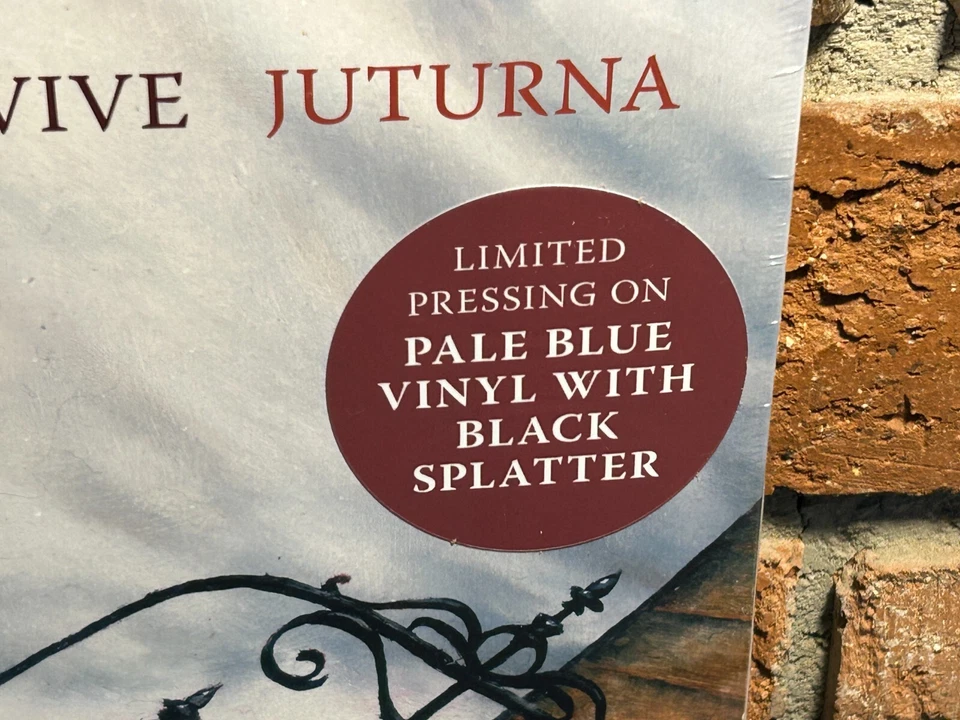 VIVE JUTURNA
LIMITED
PRESSING ON
PALE BLUE
VINYL WITH
BLACK
SPLATTER